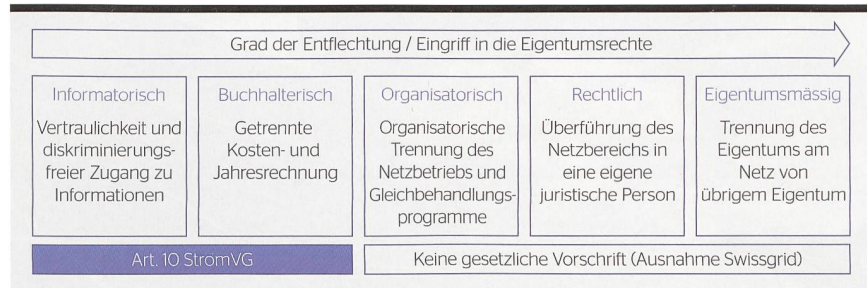 Grad der Entflechtung / Eingriff in die Eigentumsrechte
Informatorisch
Vertraulichkeit und
diskriminierungs-
freier Zugang zu
Informationen
Buchhalterisch
Getrennte
Kosten- und
Jahresrechnung
Organisatorisch
Organisatorische
Trennung des
Netzbetriebs und
Gleichbehandlungs-
programme
Rechtlich
Überführung des
Netzbereichs in
eine eigene
juristische Person
Eigentumsmässig
Trennung des
Eigentums am
Netz von
übrigem Eigentum
Art. 10 StromVG
Keine gesetzliche Vorschrift (Ausnahme Swissgrid)